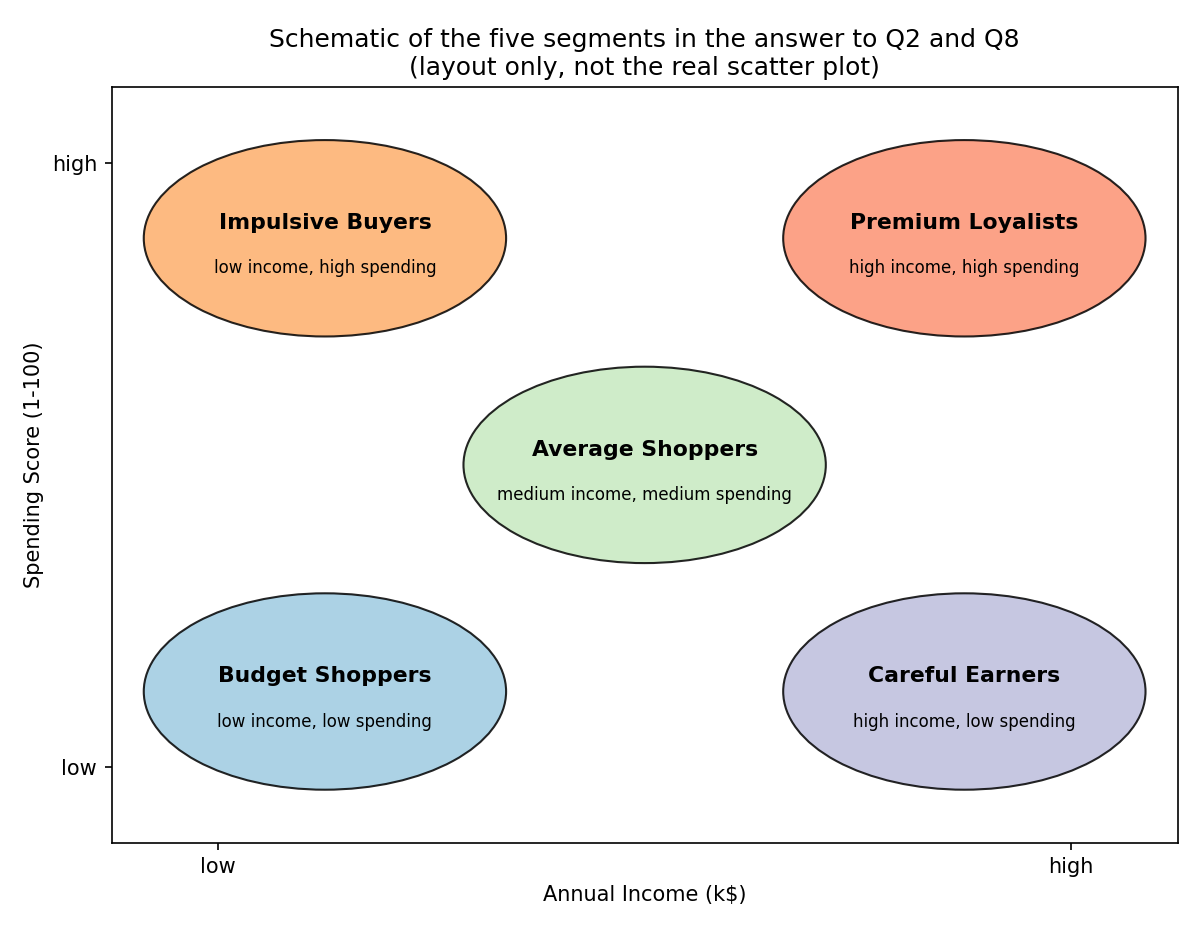 Schematic of the five segments in the answer to Q2 and Q8
(layout only, not the real scatter plot)
high
Impulsive Buyers
low income, high spending
Premium Loyalists
high income, high spending
Spending Score (1-100)
Average Shoppers
medium income, medium spending
Budget Shoppers
low income, low spending
Careful Earners
high income, low spending
low
low
high
Annual Income (k$)